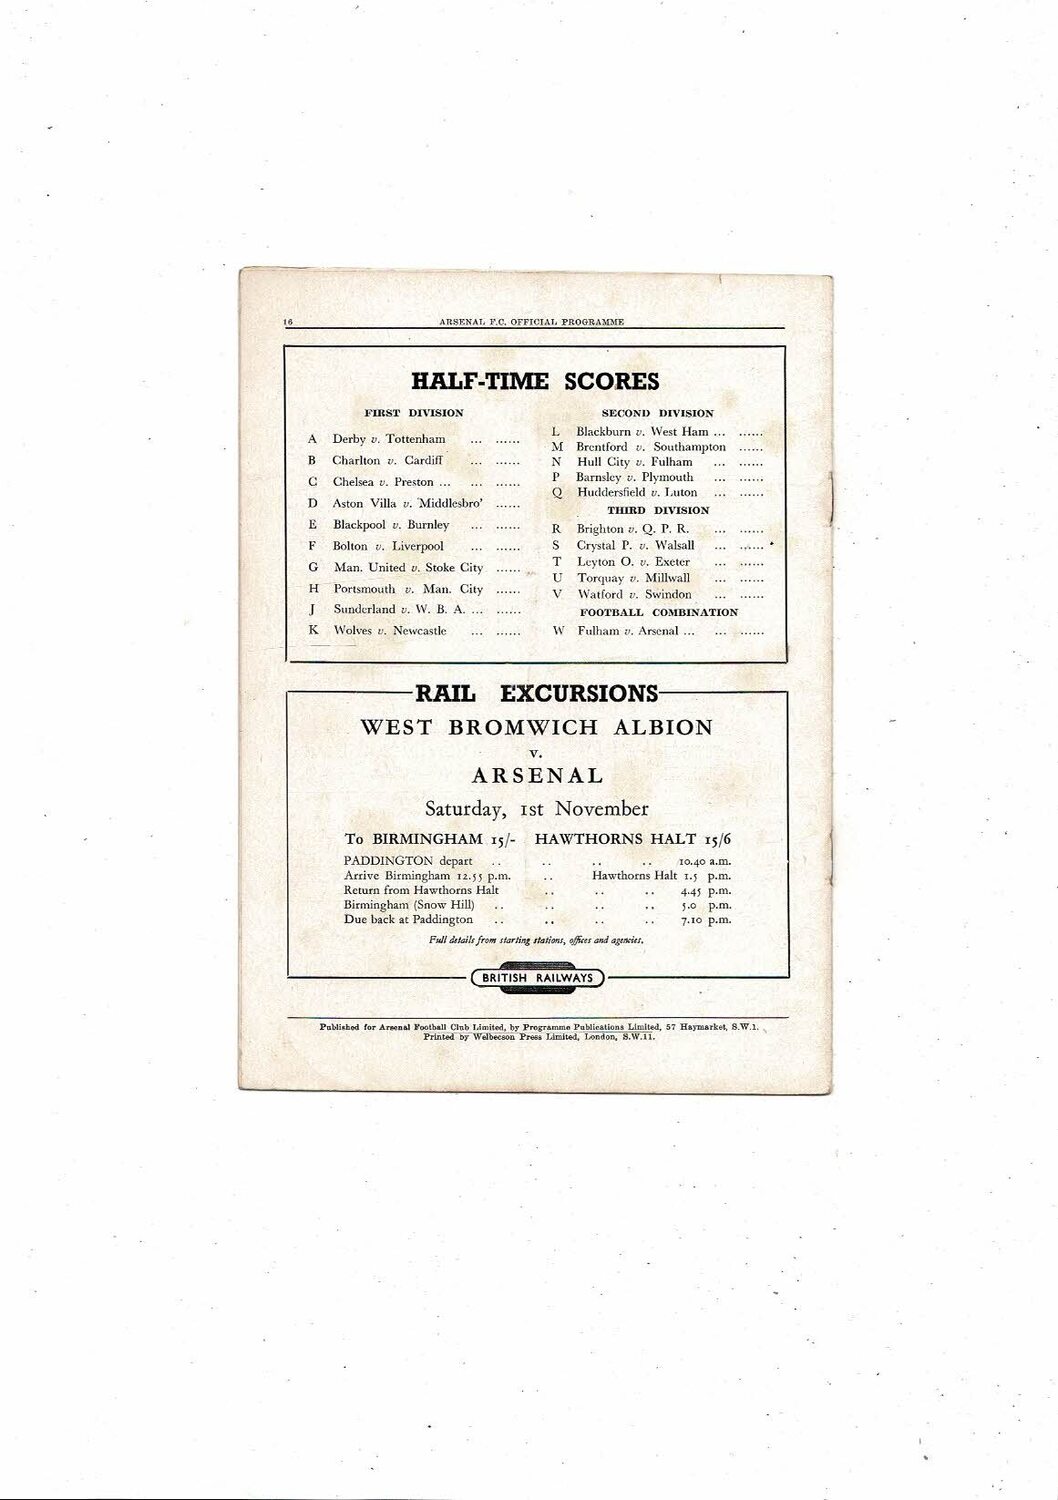 16
ARSENAL F.C. OFFICIAL PROGRAMME
HALF-TIME SCORES
FIRST DIVISION
A Derby v. Tottenham ... ......
B Charlton v. Cardiff ... ......
C Chelsea v. Preston ... ... ......
D Aston Villa v. Middlesbro' ......
E Blackpool v. Burnley ... ......
F Bolton v. Liverpool ... ......
G Man. United v. Stoke City ......
H Portsmouth v. Man. City ......
J Sunderland v. W. B. A. ... ......
K Wolves v. Newcastle ... ......
SECOND DIVISION
L Blackburn v. West Ham ... ......
M Brentford v. Southampton ......
N Hull City v. Fulham ... ......
P Barnsley v. Plymouth ... ......
Q Huddersfield v. Luton ... ......
THIRD DIVISION
R Brighton v. Q. P. R. ... ......
S Crystal P. v. Walsall ... ......
T Leyton O. v. Exeter ... ......
U Torquay v. Millwall ... ......
V Watford v. Swindon ... ......
FOOTBALL COMBINATION
W Fulham v. Arsenal ... ... ......
RAIL EXCURSIONS
WEST BROMWICH ALBION
v.
ARSENAL
Saturday, 1st November
To BIRMINGHAM 15/- HAWTHORNS HALT 15/6
PADDINGTON depart .. .. .. .. 10.40 a.m.
Arrive Birmingham 12.55 p.m. .. Hawthorns Halt 1.5 p.m.
Return from Hawthorns Halt .. .. .. 4.45 p.m.
Birmingham (Snow Hill) .. .. .. .. 5.0 p.m.
Due back at Paddington .. .. .. .. 7.10 p.m.
Full details from starting stations, offices and agencies.
BRITISH RAILWAYS
Published for Arsenal Football Club Limited, by Programme Publications Limited, 57 Haymarket, S.W.1.
Printed by Welbecson Press Limited, London, S.W.11.